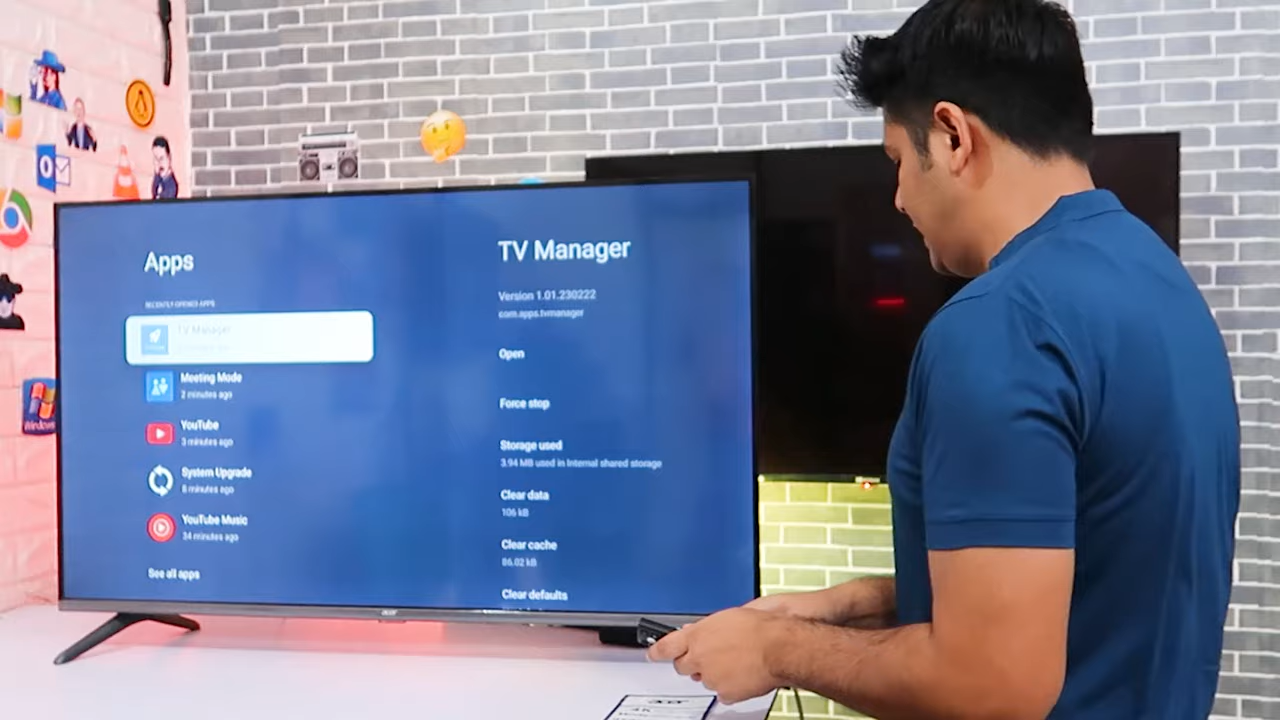 Apps
RECENTLY OPENED APPS
TV Manager
Meeting Mode
2 minutes ago
YouTube
3 minutes ago
System Upgrade
8 minutes ago
YouTube Music
34 minutes ago
See all apps
TV Manager
Version 1.01.230222
com.apps.tvmanager
Open
Force stop
Storage used
3.94 MB used in Internal shared storage
Clear data
106 kB
Clear cache
86.02 kB
Clear defaults
Windows
acer